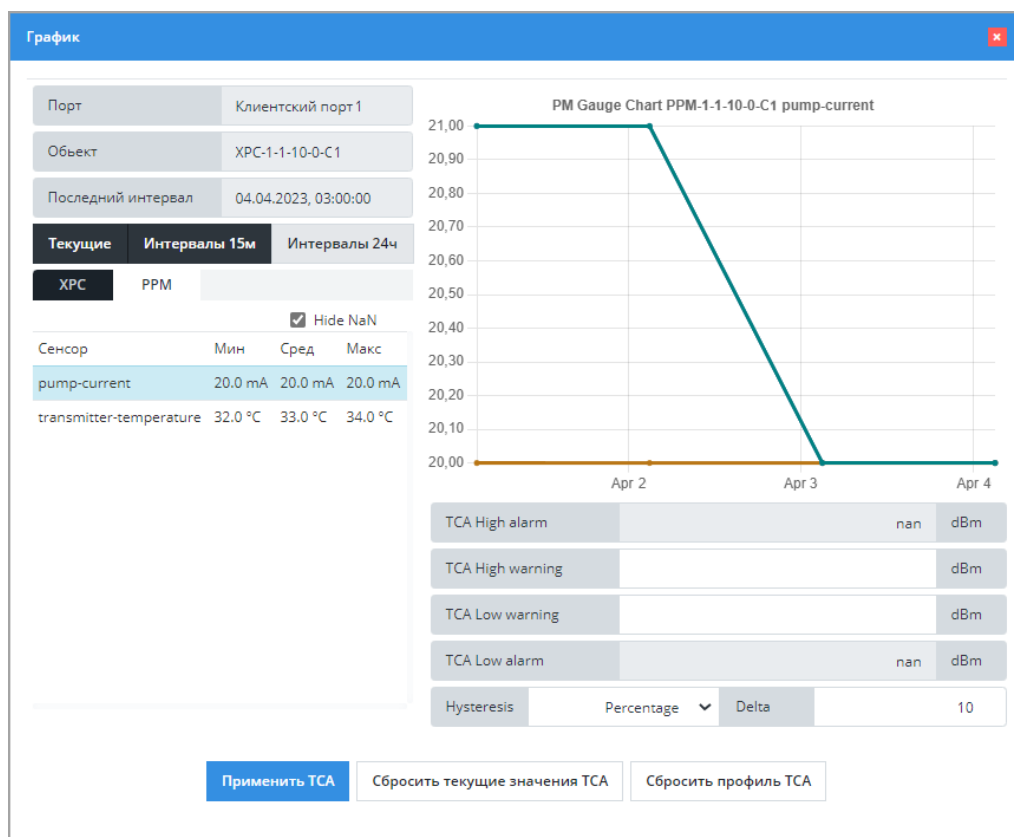 График
Порт Клиентский порт 1
Обьект XPC-1-1-10-0-C1
Последний интервал 04.04.2023, 03:00:00
Текущие Интервалы 15м Интервалы 24ч
XPC PPM
Hide NaN
Сенсор Мин Сред Макс
pump-current 20.0 mA 20.0 mA 20.0 mA
transmitter-temperature 32.0 °C 33.0 °C 34.0 °C
PM Gauge Chart PPM-1-1-10-0-C1 pump-current
21,00
20,90
20,80
20,70
20,60
20,50
20,40
20,30
20,20
20,10
20,00
Apr 2 Apr 3 Apr 4
TCA High alarm nan dBm
TCA High warning dBm
TCA Low warning dBm
TCA Low alarm nan dBm
Hysteresis Percentage Delta 10
Применить TCA Сбросить текущие значения TCA Сбросить профиль TCA